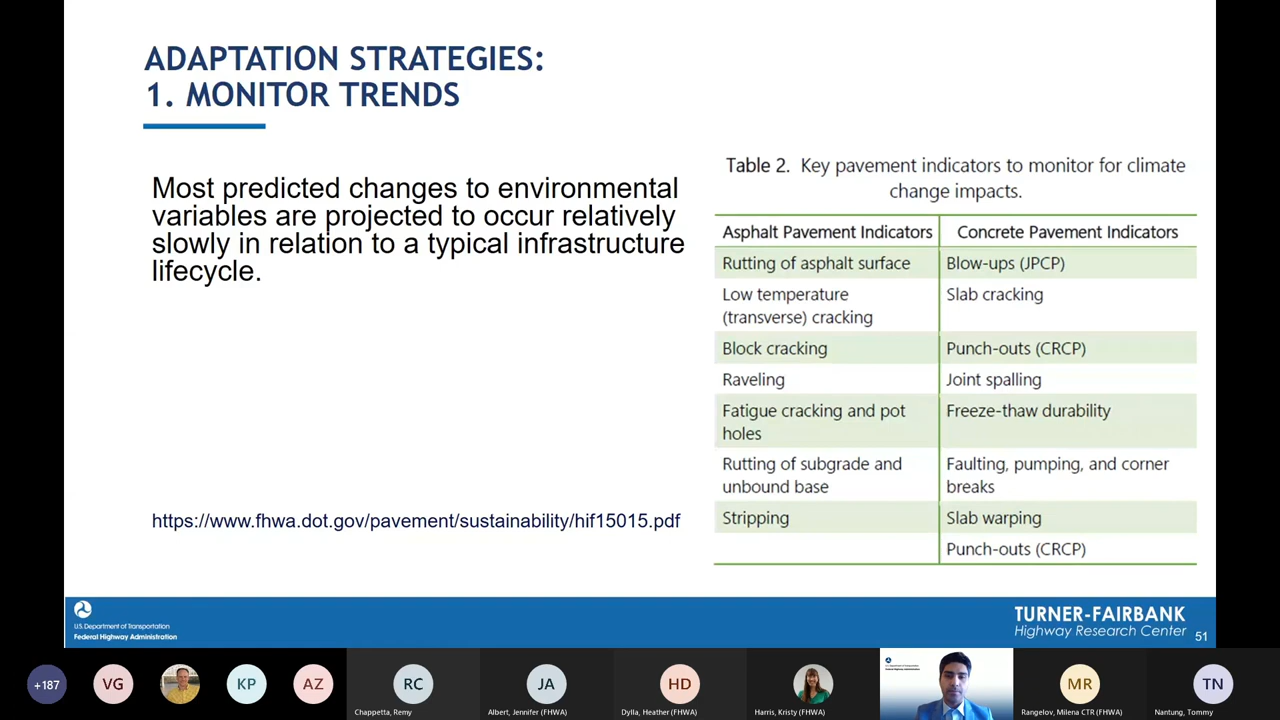 ADAPTATION STRATEGIES:
1. MONITOR TRENDS
Most predicted changes to environmental
variables are projected to occur relatively
slowly in relation to a typical infrastructure
lifecycle.
https://www.fhwa.dot.gov/pavement/sustainability/hif15015.pdf
Table 2. Key pavement indicators to monitor for climate
change impacts.
Asphalt Pavement Indicators Concrete Pavement Indicators
Rutting of asphalt surface Blow-ups (JPCP)
Low temperature Slab cracking
(transverse) cracking
Block cracking Punch-outs (CRCP)
Raveling Joint spalling
Fatigue cracking and pot Freeze-thaw durability
holes
Rutting of subgrade and Faulting, pumping, and corner
unbound base breaks
Stripping Slab warping
Punch-outs (CRCP)
U.S. Department of Transportation
Federal Highway Administration
TURNER-FAIRBANK
Highway Research Center
51
+187 VG KP AZ RC JA HD MR TN
Chappetta, Remy Albert, Jennifer (FHWA) Dylla, Heather (FHWA) Harris, Kristy (FHWA) Rangelov, Milena CTR (FHWA) Nantung, Tommy